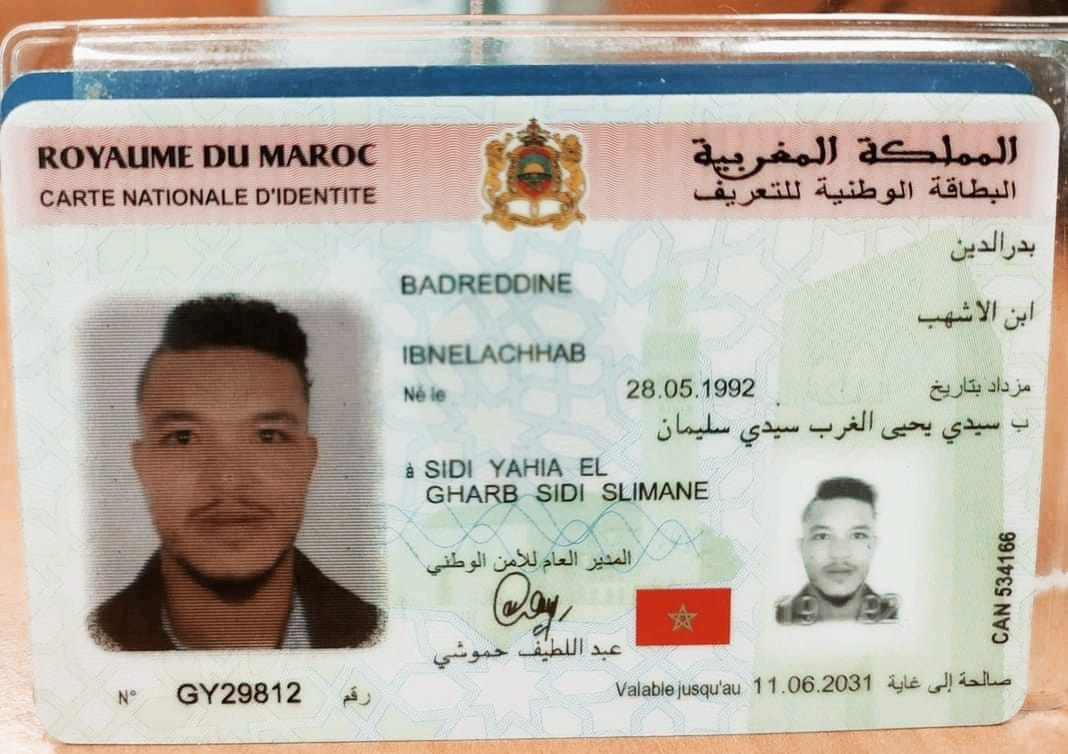 ROYAUME DU MAROC
المملكة المغربية
CARTE NATIONALE D'IDENTITE
البطاقة الوطنية للتعريف
بدرالدين
BADREDDINE
ابن الاشهب
IBNELACHHAB
Né le 28.05.1992 مزداد بتاريخ
ب سيدي يحيى الغرب سيدي سليمان
à SIDI YAHIA EL
GHARB SIDI SLIMANE
المدير العام للأمن الوطني
عبد اللطيف حموشي
1992
CAN 534166
N° GY29812 رقم
Valable jusqu'au 11.06.2031 صالحة إلى غاية